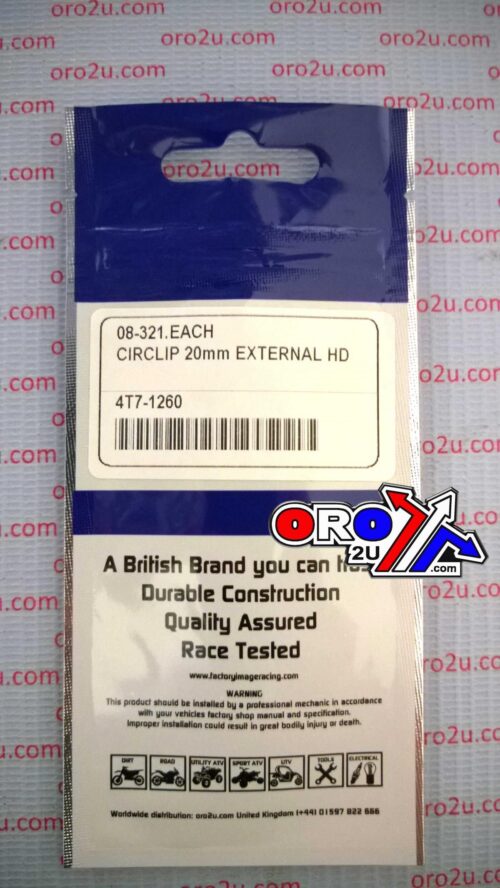 08-321.EACH
CIRCLIP 20mm EXTERNAL HD
4T7-1260
ORO
2U
.com
A British Brand you can
Durable Construction
Quality Assured
Race Tested
www.factoryimageracing.com
WARNING
This product should be installed by a professional mechanic in accordance
with your vehicles factory shop manual and specification.
Improper installation could result in great bodily injury or death.
DIRT ROAD UTILITY ATV SPORT ATV UTV TOOLS ELECTRICAL
Worldwide distribution: oro2u.com United Kingdom (+44) 01597 822 666
oro2u.com